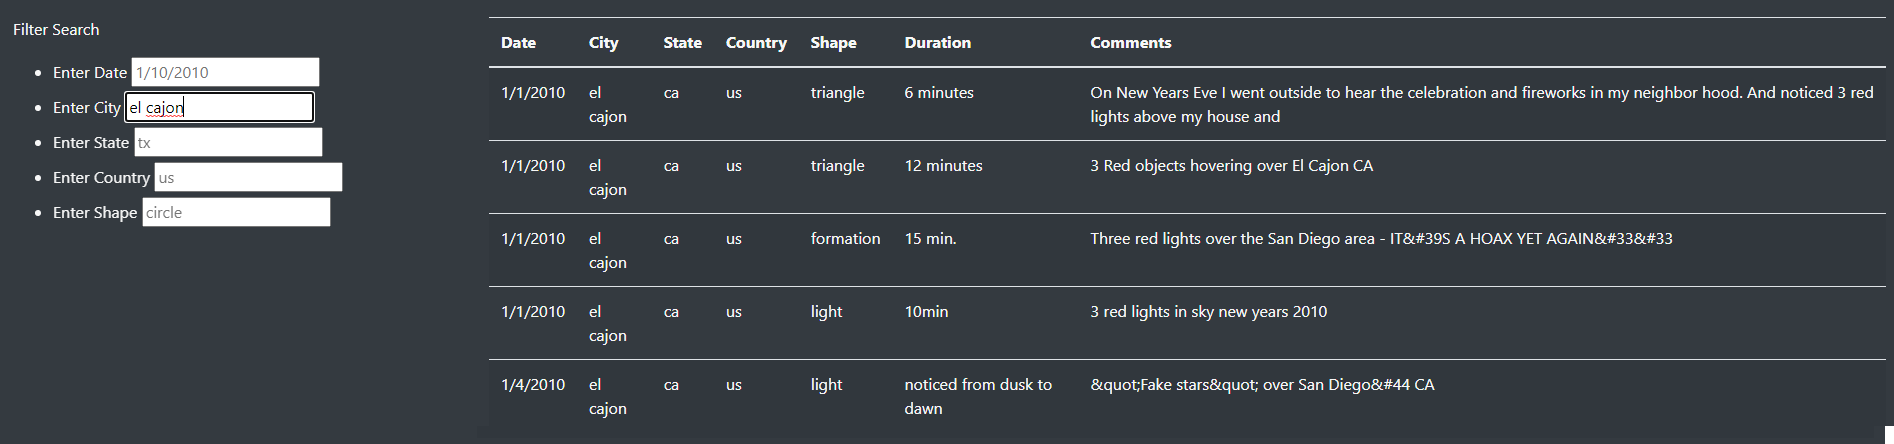 Filter Search
Enter Date 1/10/2010
Enter City el cajon
Enter State tx
Enter Country us
Enter Shape circle
Date City State Country Shape Duration Comments
1/1/2010 el ca us triangle 6 minutes On New Years Eve I went outside to hear the celebration and fireworks in my neighbor hood. And noticed 3 red
cajon lights above my house and
1/1/2010 el ca us triangle 12 minutes 3 Red objects hovering over El Cajon CA
cajon
1/1/2010 el ca us formation 15 min. Three red lights over the San Diego area - IT&#39S A HOAX YET AGAIN&#33&#33
cajon
1/1/2010 el ca us light 10min 3 red lights in sky new years 2010
cajon
1/4/2010 el ca us light noticed from dusk to &quot;Fake stars&quot; over San Diego&#44 CA
cajon dawn